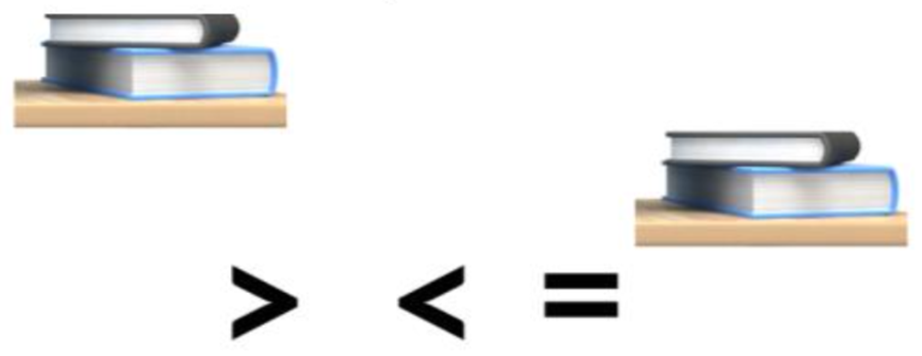 > < =